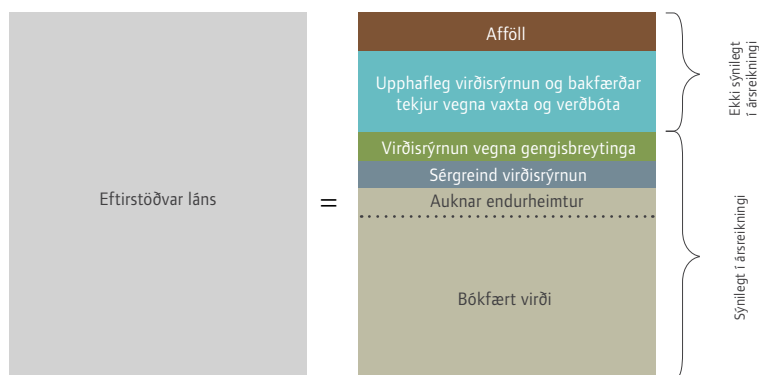 Eftirstöðvar láns
=
Afföll
Upphafleg virðisrýrnun og bakfærðar
tekjur vegna vaxta og verðbóta
Virðisrýrnun vegna gengisbreytinga
Sérgreind virðisrýrnun
Auknar endurheimtur
Bókfært virði
Ekki sýnilegt
í ársreikningi
Sýnilegt í ársreikningi